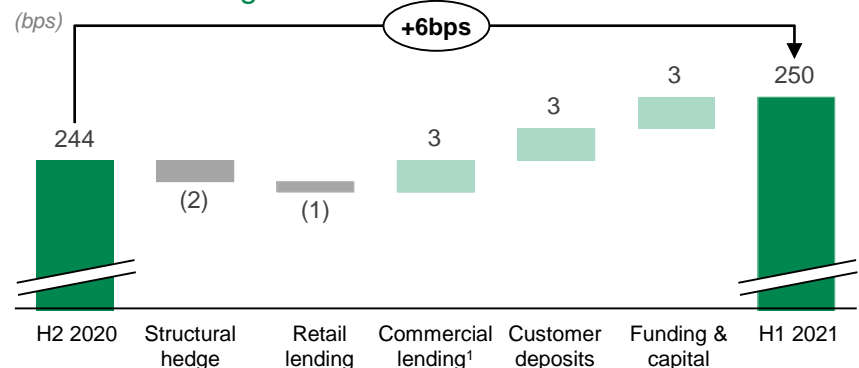 (bps)
+6bps
244
(2)
(1)
3
3
3
250
H2 2020
Structural
hedge
Retail
lending
Commercial
lending¹
Customer
deposits
Funding &
capital
H1 2021